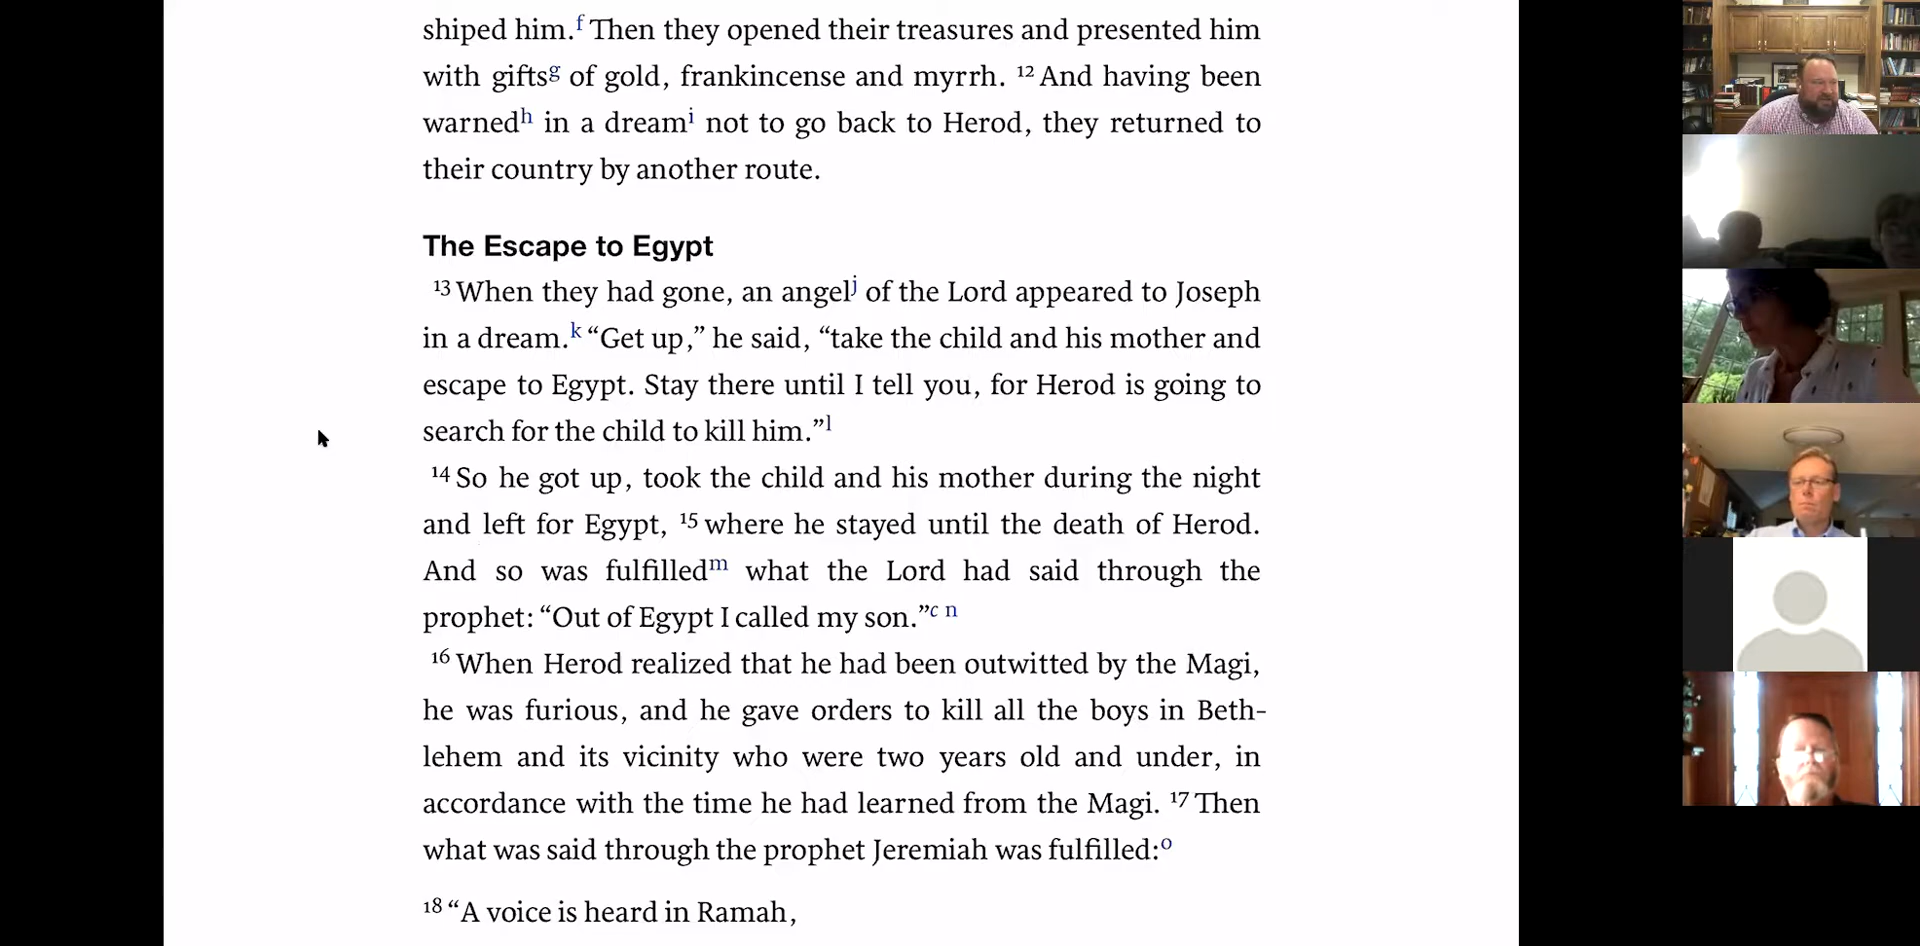 shiped him.f Then they opened their treasures and presented him
with giftsg of gold, frankincense and myrrh. 12 And having been
warnedh in a dreami not to go back to Herod, they returned to
their country by another route.
The Escape to Egypt
13 When they had gone, an angelj of the Lord appeared to Joseph
in a dream.k “Get up,” he said, “take the child and his mother and
escape to Egypt. Stay there until I tell you, for Herod is going to
search for the child to kill him.”l
14 So he got up, took the child and his mother during the night
and left for Egypt, 15 where he stayed until the death of Herod.
And so was fulfilledm what the Lord had said through the
prophet: “Out of Egypt I called my son.”c n
16 When Herod realized that he had been outwitted by the Magi,
he was furious, and he gave orders to kill all the boys in Beth-
lehem and its vicinity who were two years old and under, in
accordance with the time he had learned from the Magi. 17 Then
what was said through the prophet Jeremiah was fulfilled:o
18 “A voice is heard in Ramah,